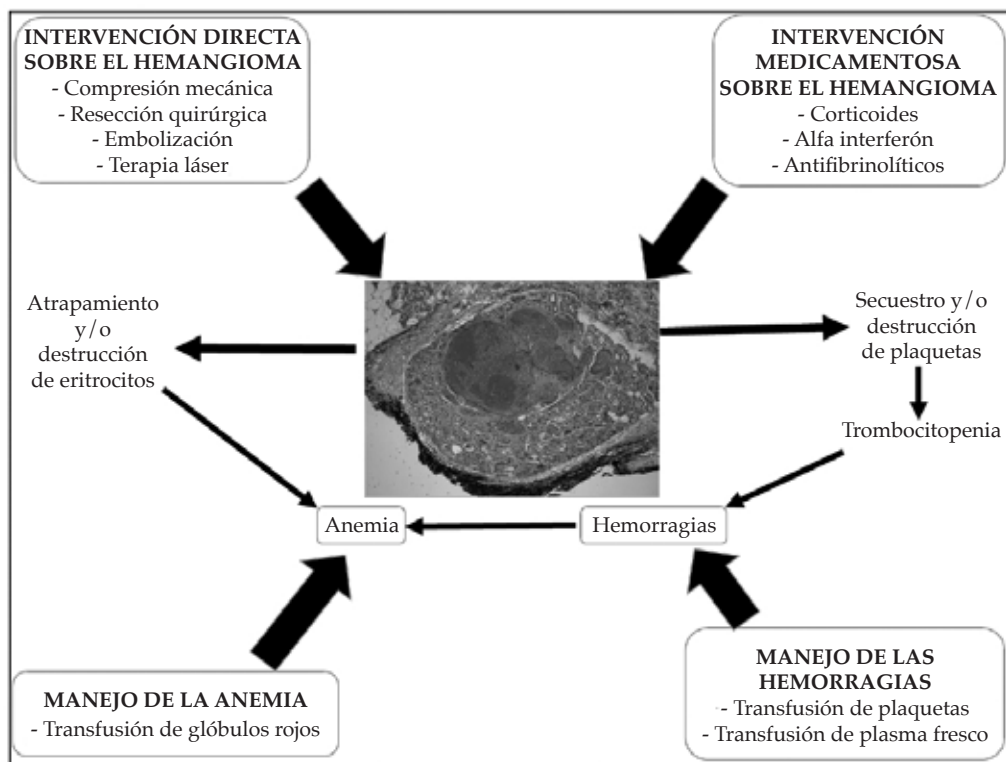 INTERVENCIÓN DIRECTA
SOBRE EL HEMANGIOMA
- Compresión mecánica
- Resección quirúrgica
- Embolización
- Terapia láser
INTERVENCIÓN
MEDICAMENTOSA
SOBRE EL HEMANGIOMA
- Corticoides
- Alfa interferón
- Antifibrinolíticos
Atrapamiento
y/o
destrucción
de eritrocitos
Secuestro y/o
destrucción
de plaquetas
Trombocitopenia
Anemia
Hemorragias
MANEJO DE LA ANEMIA
- Transfusión de glóbulos rojos
MANEJO DE LAS
HEMORRAGIAS
- Transfusión de plaquetas
- Transfusión de plasma fresco